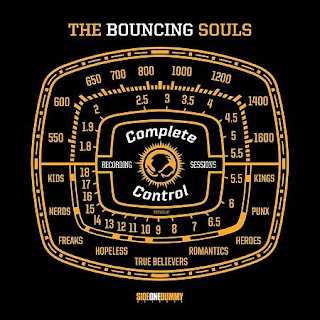 THE BOUNCING SOULS
550 600 650 700 800 1000 1200 1400 1600
1.8 1.9 2 2.5 3 3.5 4 4.5 5 5.5
Complete
RECORDING SESSIONS
Control
18 17 16 15 14 13 12 11 10 9 8 7 6.5 6 5.5
KIDS KINGS
NERDS PUNX
FREAKS HEROES
HOPELESS ROMANTICS
TRUE BELIEVERS
SIDEONEDUMMY
RECORDS